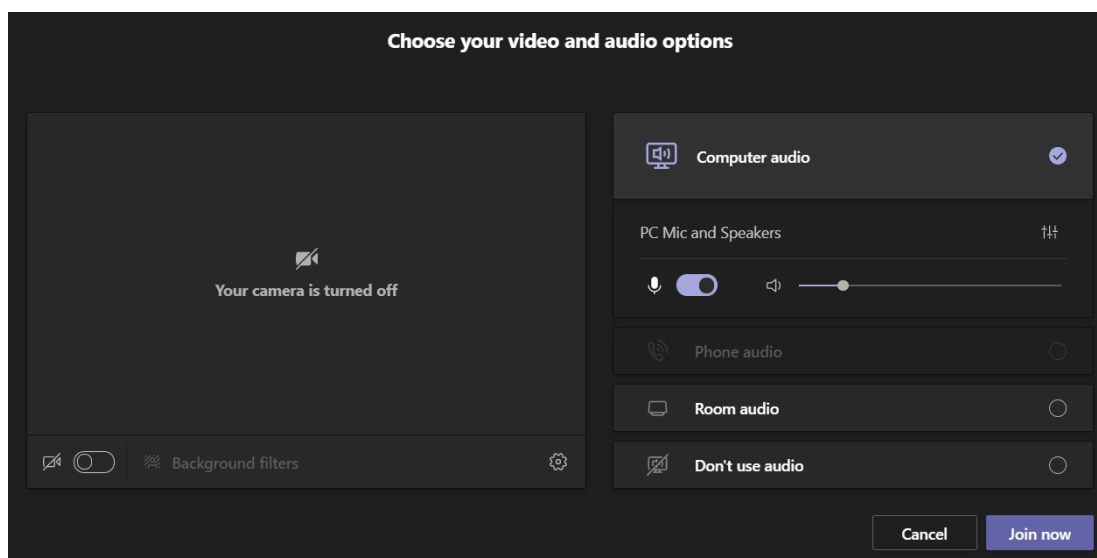 Choose your video and audio options
Your camera is turned off
Background filters
Computer audio
PC Mic and Speakers
Phone audio
Room audio
Don't use audio
Cancel
Join now